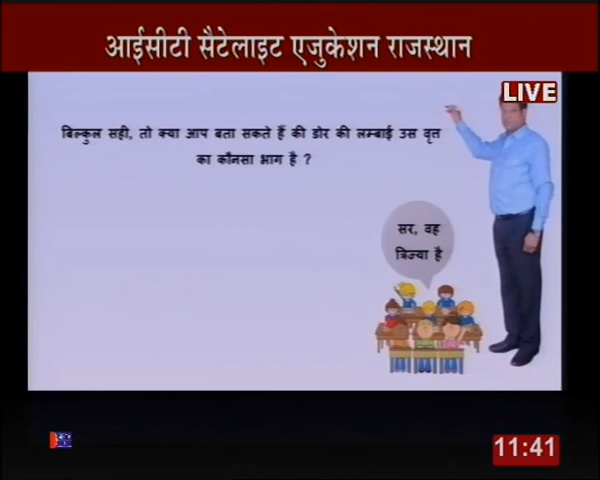 आईसीटी सैटेलाइट एजुकेशन राजस्थान
LIVE
बिल्कुल सही, तो क्या आप बता सकते हैं की डोर की लम्बाई उस वृत्त
का कौनसा भाग है ?
सर, वह
त्रिज्या है
11:41